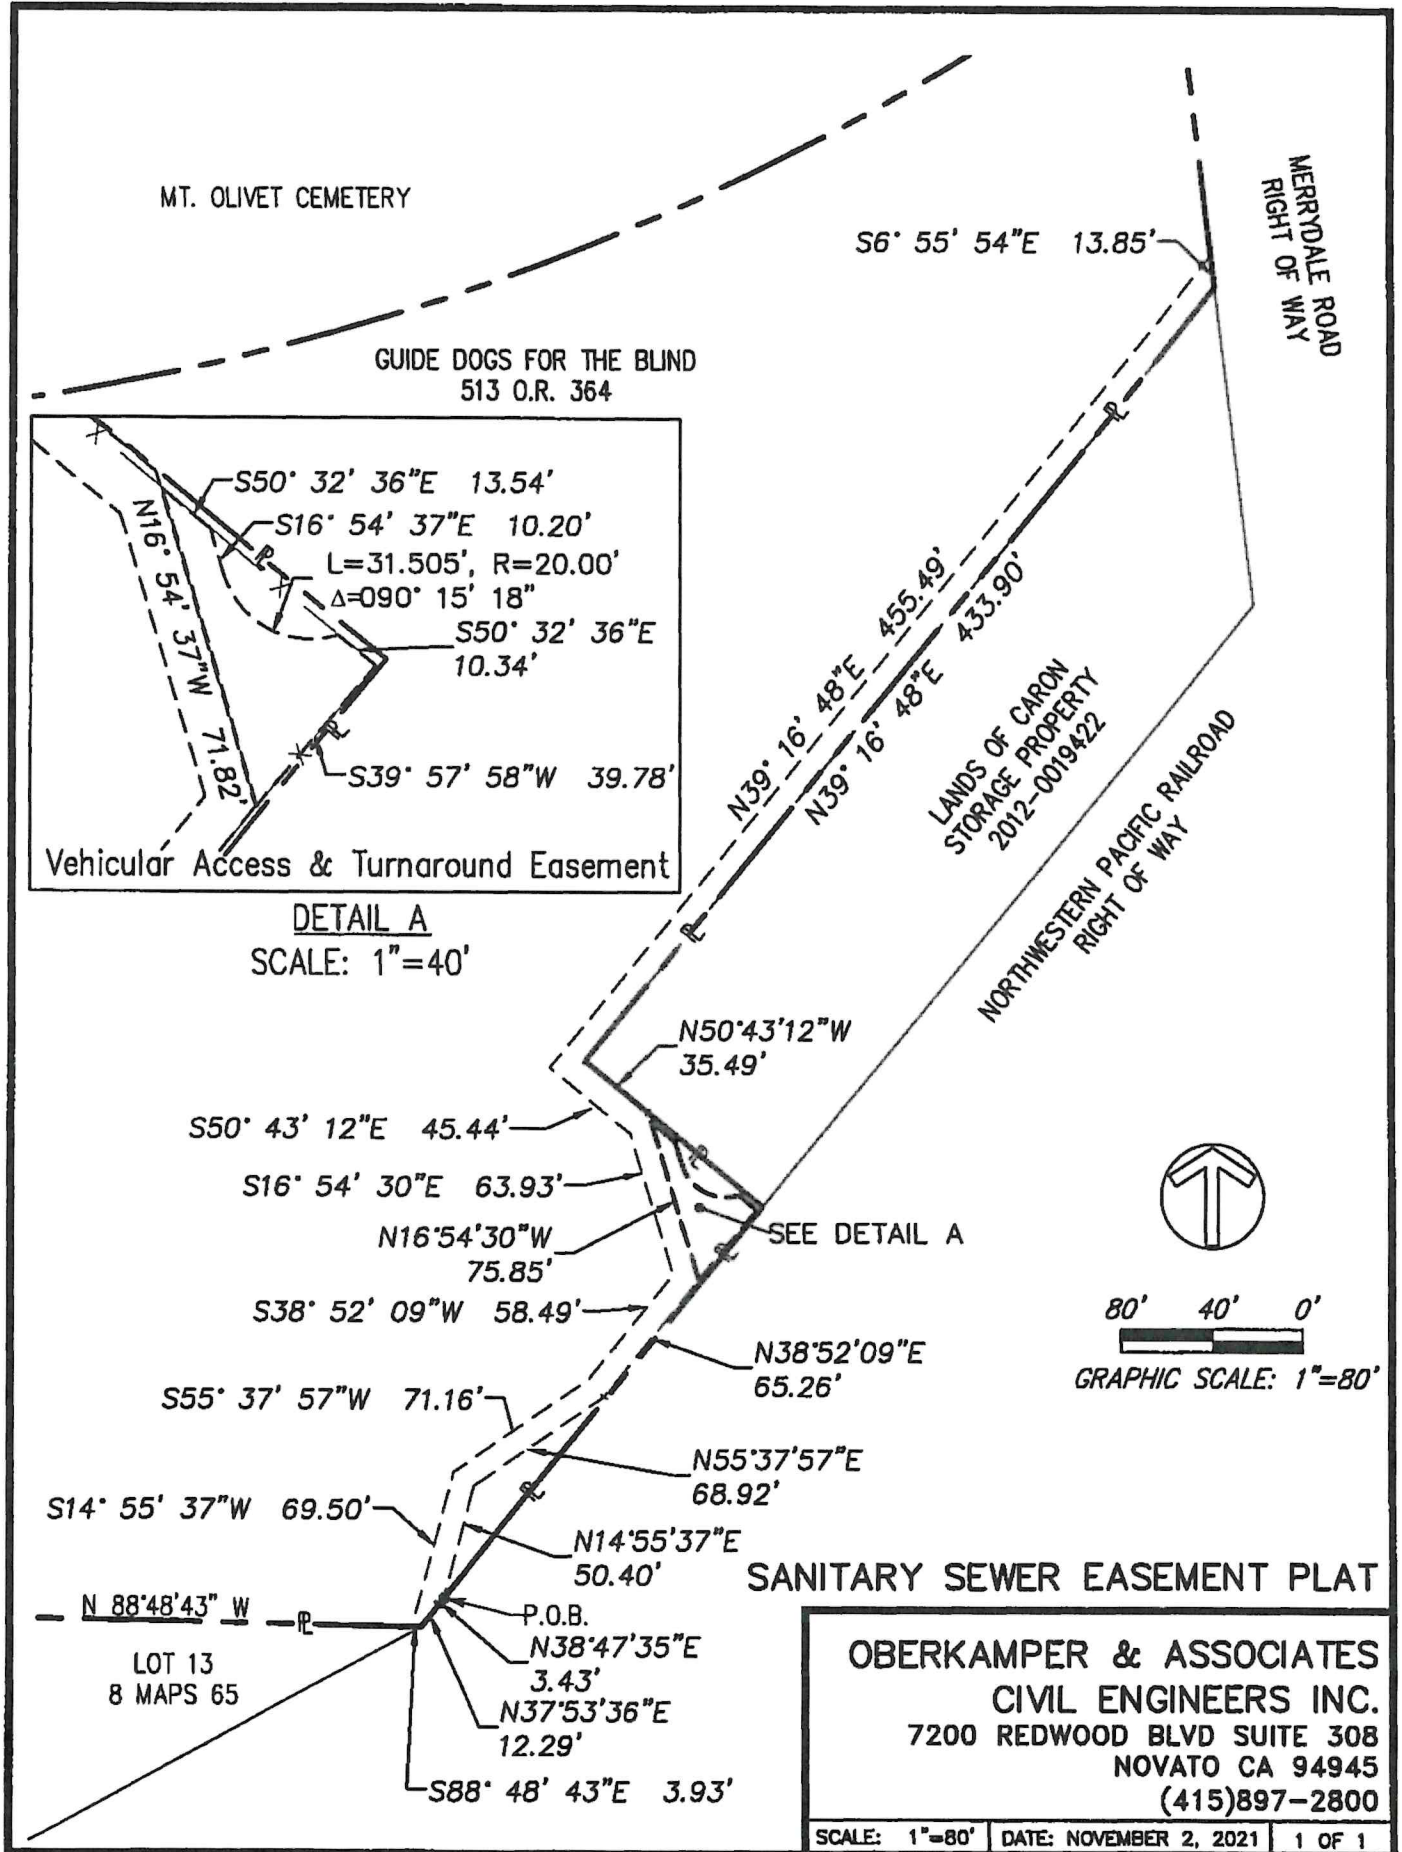 MT. OLIVET CEMETERY
MERRYDALE ROAD
RIGHT OF WAY
S6° 55' 54"E 13.85'
GUIDE DOGS FOR THE BLIND
513 O.R. 364
S50° 32' 36"E 13.54'
S16° 54' 37"E 10.20'
L=31.505', R=20.00'
Δ=090° 15' 18"
S50° 32' 36"E
10.34'
N16° 54' 37"W 71.82'
S39° 57' 58"W 39.78'
Vehicular Access & Turnaround Easement
DETAIL A
SCALE: 1"=40'
N39° 16' 48"E 455.49'
N39° 16' 48"E 433.90'
LANDS OF CARON
STORAGE PROPERTY
2012-0019422
NORTHWESTERN PACIFIC RAILROAD
RIGHT OF WAY
N50°43'12"W
35.49'
S50° 43' 12"E 45.44'
S16° 54' 30"E 63.93'
N16°54'30"W
75.85'
SEE DETAIL A
S38° 52' 09"W 58.49'
80' 40' 0'
GRAPHIC SCALE: 1"=80'
N38°52'09"E
65.26'
S55° 37' 57"W 71.16'
N55°37'57"E
68.92'
S14° 55' 37"W 69.50'
N14°55'37"E
50.40'
SANITARY SEWER EASEMENT PLAT
N 88°48'43" W
P.O.B.
LOT 13
8 MAPS 65
N38°47'35"E
3.43'
N37°53'36"E
12.29'
S88° 48' 43"E 3.93'
OBERKAMPER & ASSOCIATES
CIVIL ENGINEERS INC.
7200 REDWOOD BLVD SUITE 308
NOVATO CA 94945
(415)897-2800
SCALE: 1"=80' DATE: NOVEMBER 2, 2021 1 OF 1